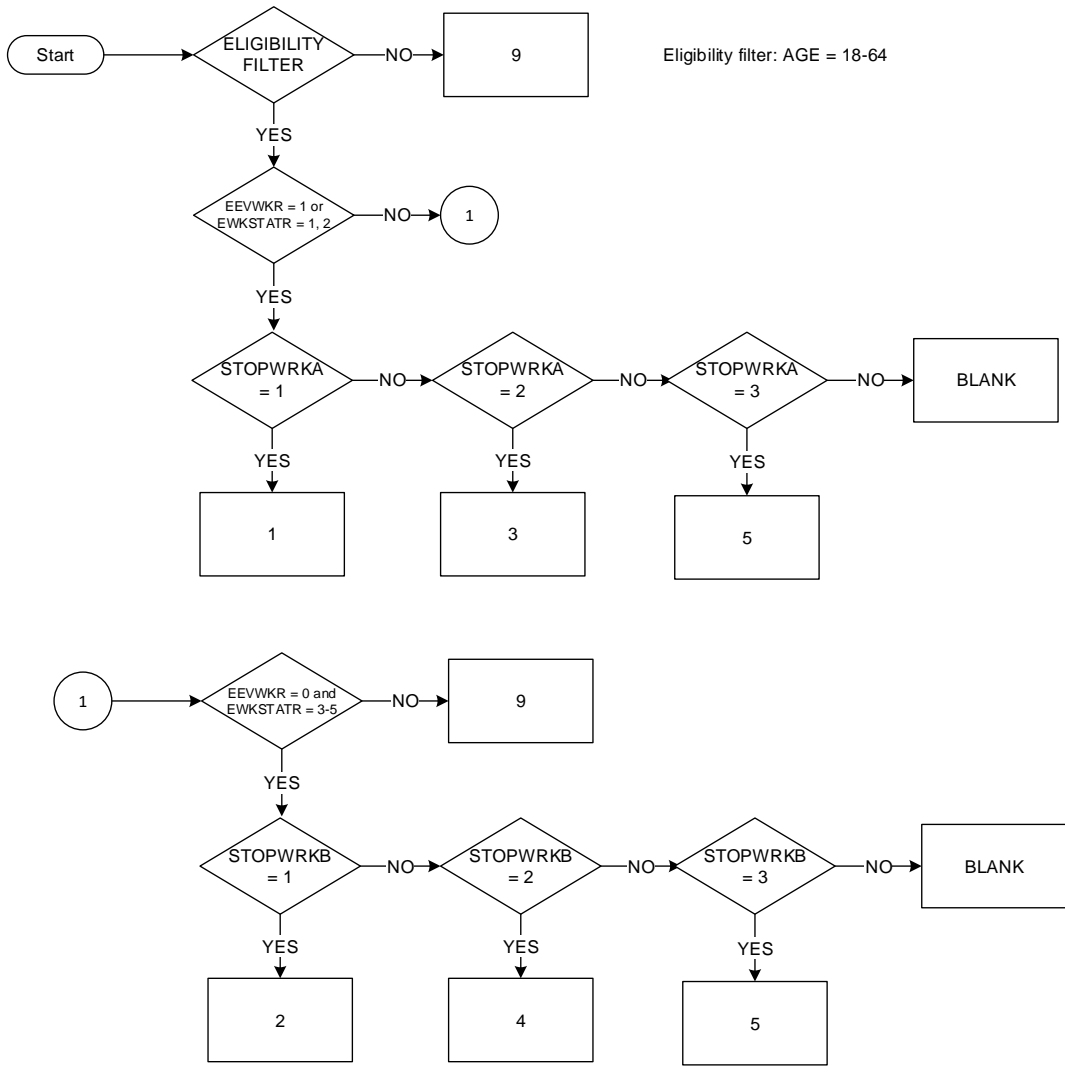 Start
ELIGIBILITY
FILTER
NO
9
Eligibility filter: AGE = 18-64
YES
EEVWKR = 1 or
EWKSTATR = 1, 2
NO
1
YES
STOPWRKA
= 1
NO
STOPWRKA
= 2
NO
STOPWRKA
= 3
NO
BLANK
YES
YES
YES
1
3
5
1
EEVWKR = 0 and
EWKSTATR = 3-5
NO
9
YES
STOPWRKB
= 1
NO
STOPWRKB
= 2
NO
STOPWRKB
= 3
NO
BLANK
YES
YES
YES
2
4
5